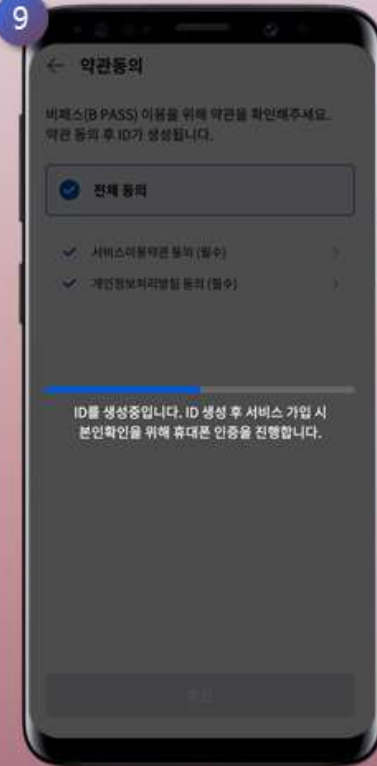 9
← 약관동의
비패스(B PASS) 이용을 위해 약관을 확인해주세요.
약관 동의 후 ID가 생성됩니다.
전체 동의
서비스이용약관 동의 (필수)
개인정보처리방침 동의 (필수)
ID를 생성중입니다. ID 생성 후 서비스 가입 시
본인확인을 위해 휴대폰 인증을 진행합니다.